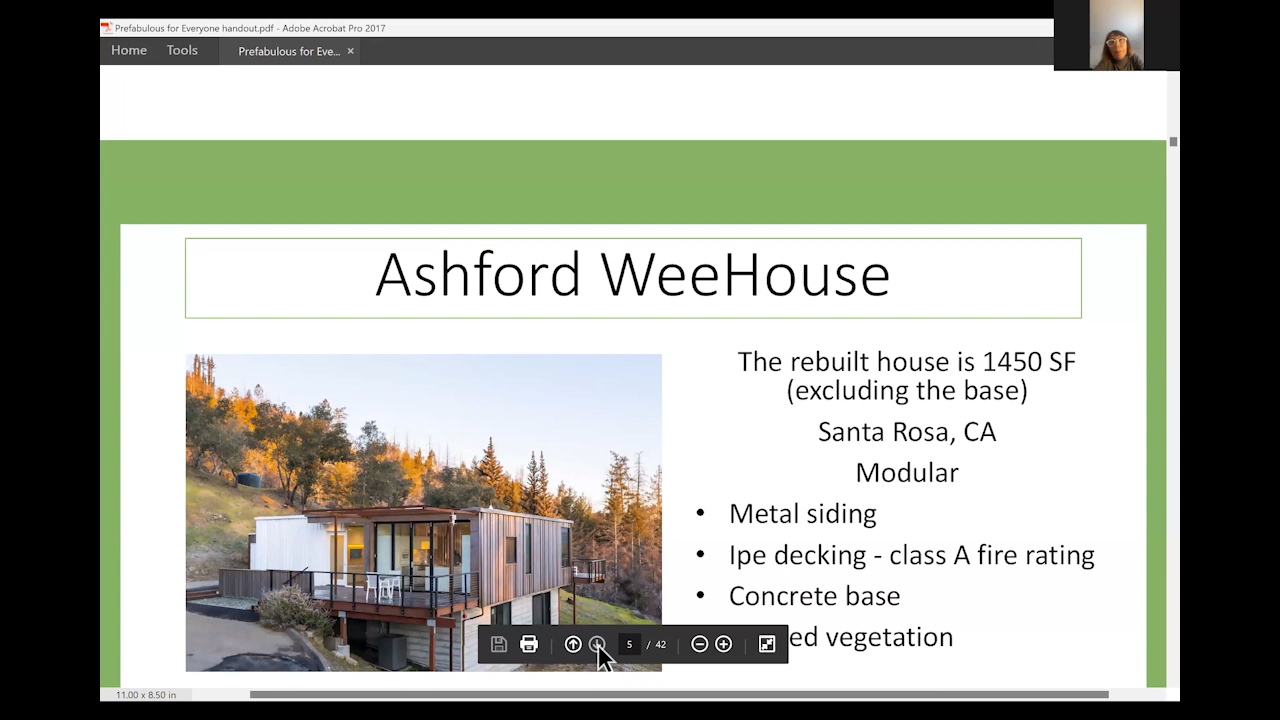 Prefabulous for Everyone handout.pdf - Adobe Acrobat Pro 2017
Home Tools Prefabulous for Eve... ×
Ashford WeeHouse
The rebuilt house is 1450 SF
(excluding the base)
Santa Rosa, CA
Modular
• Metal siding
• Ipe decking - class A fire rating
• Concrete base
vegetation
5 / 42
11.00 x 8.50 in